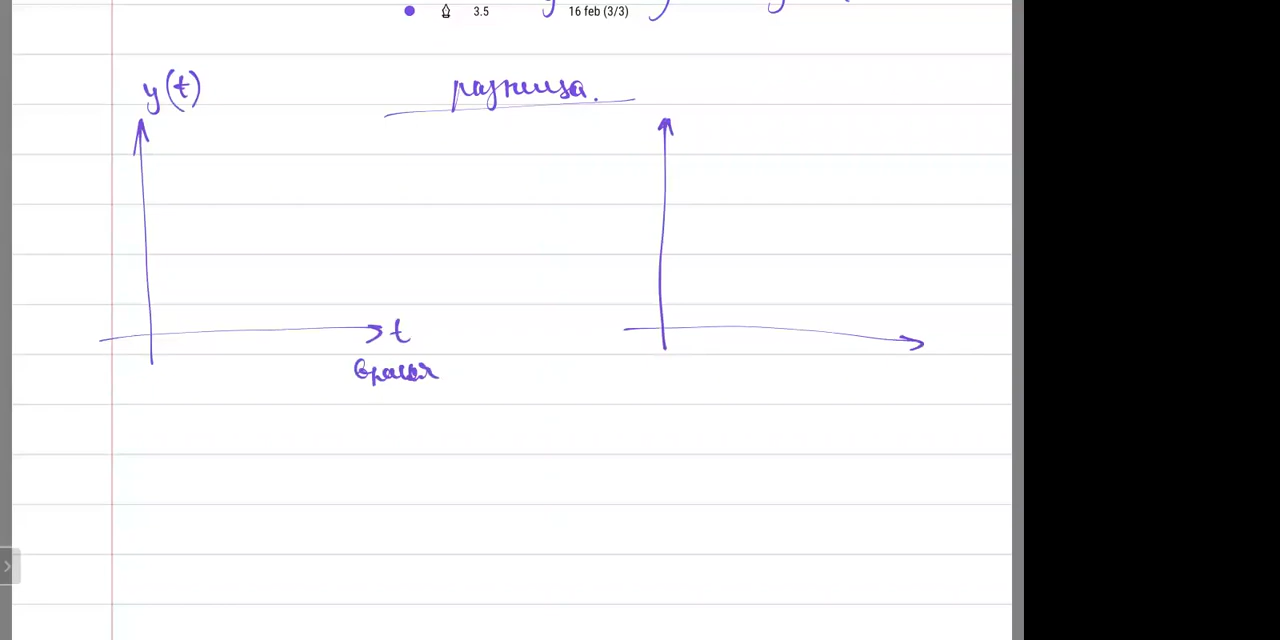 3.5 16 feb (3/3)
y(t) разница.
t
время